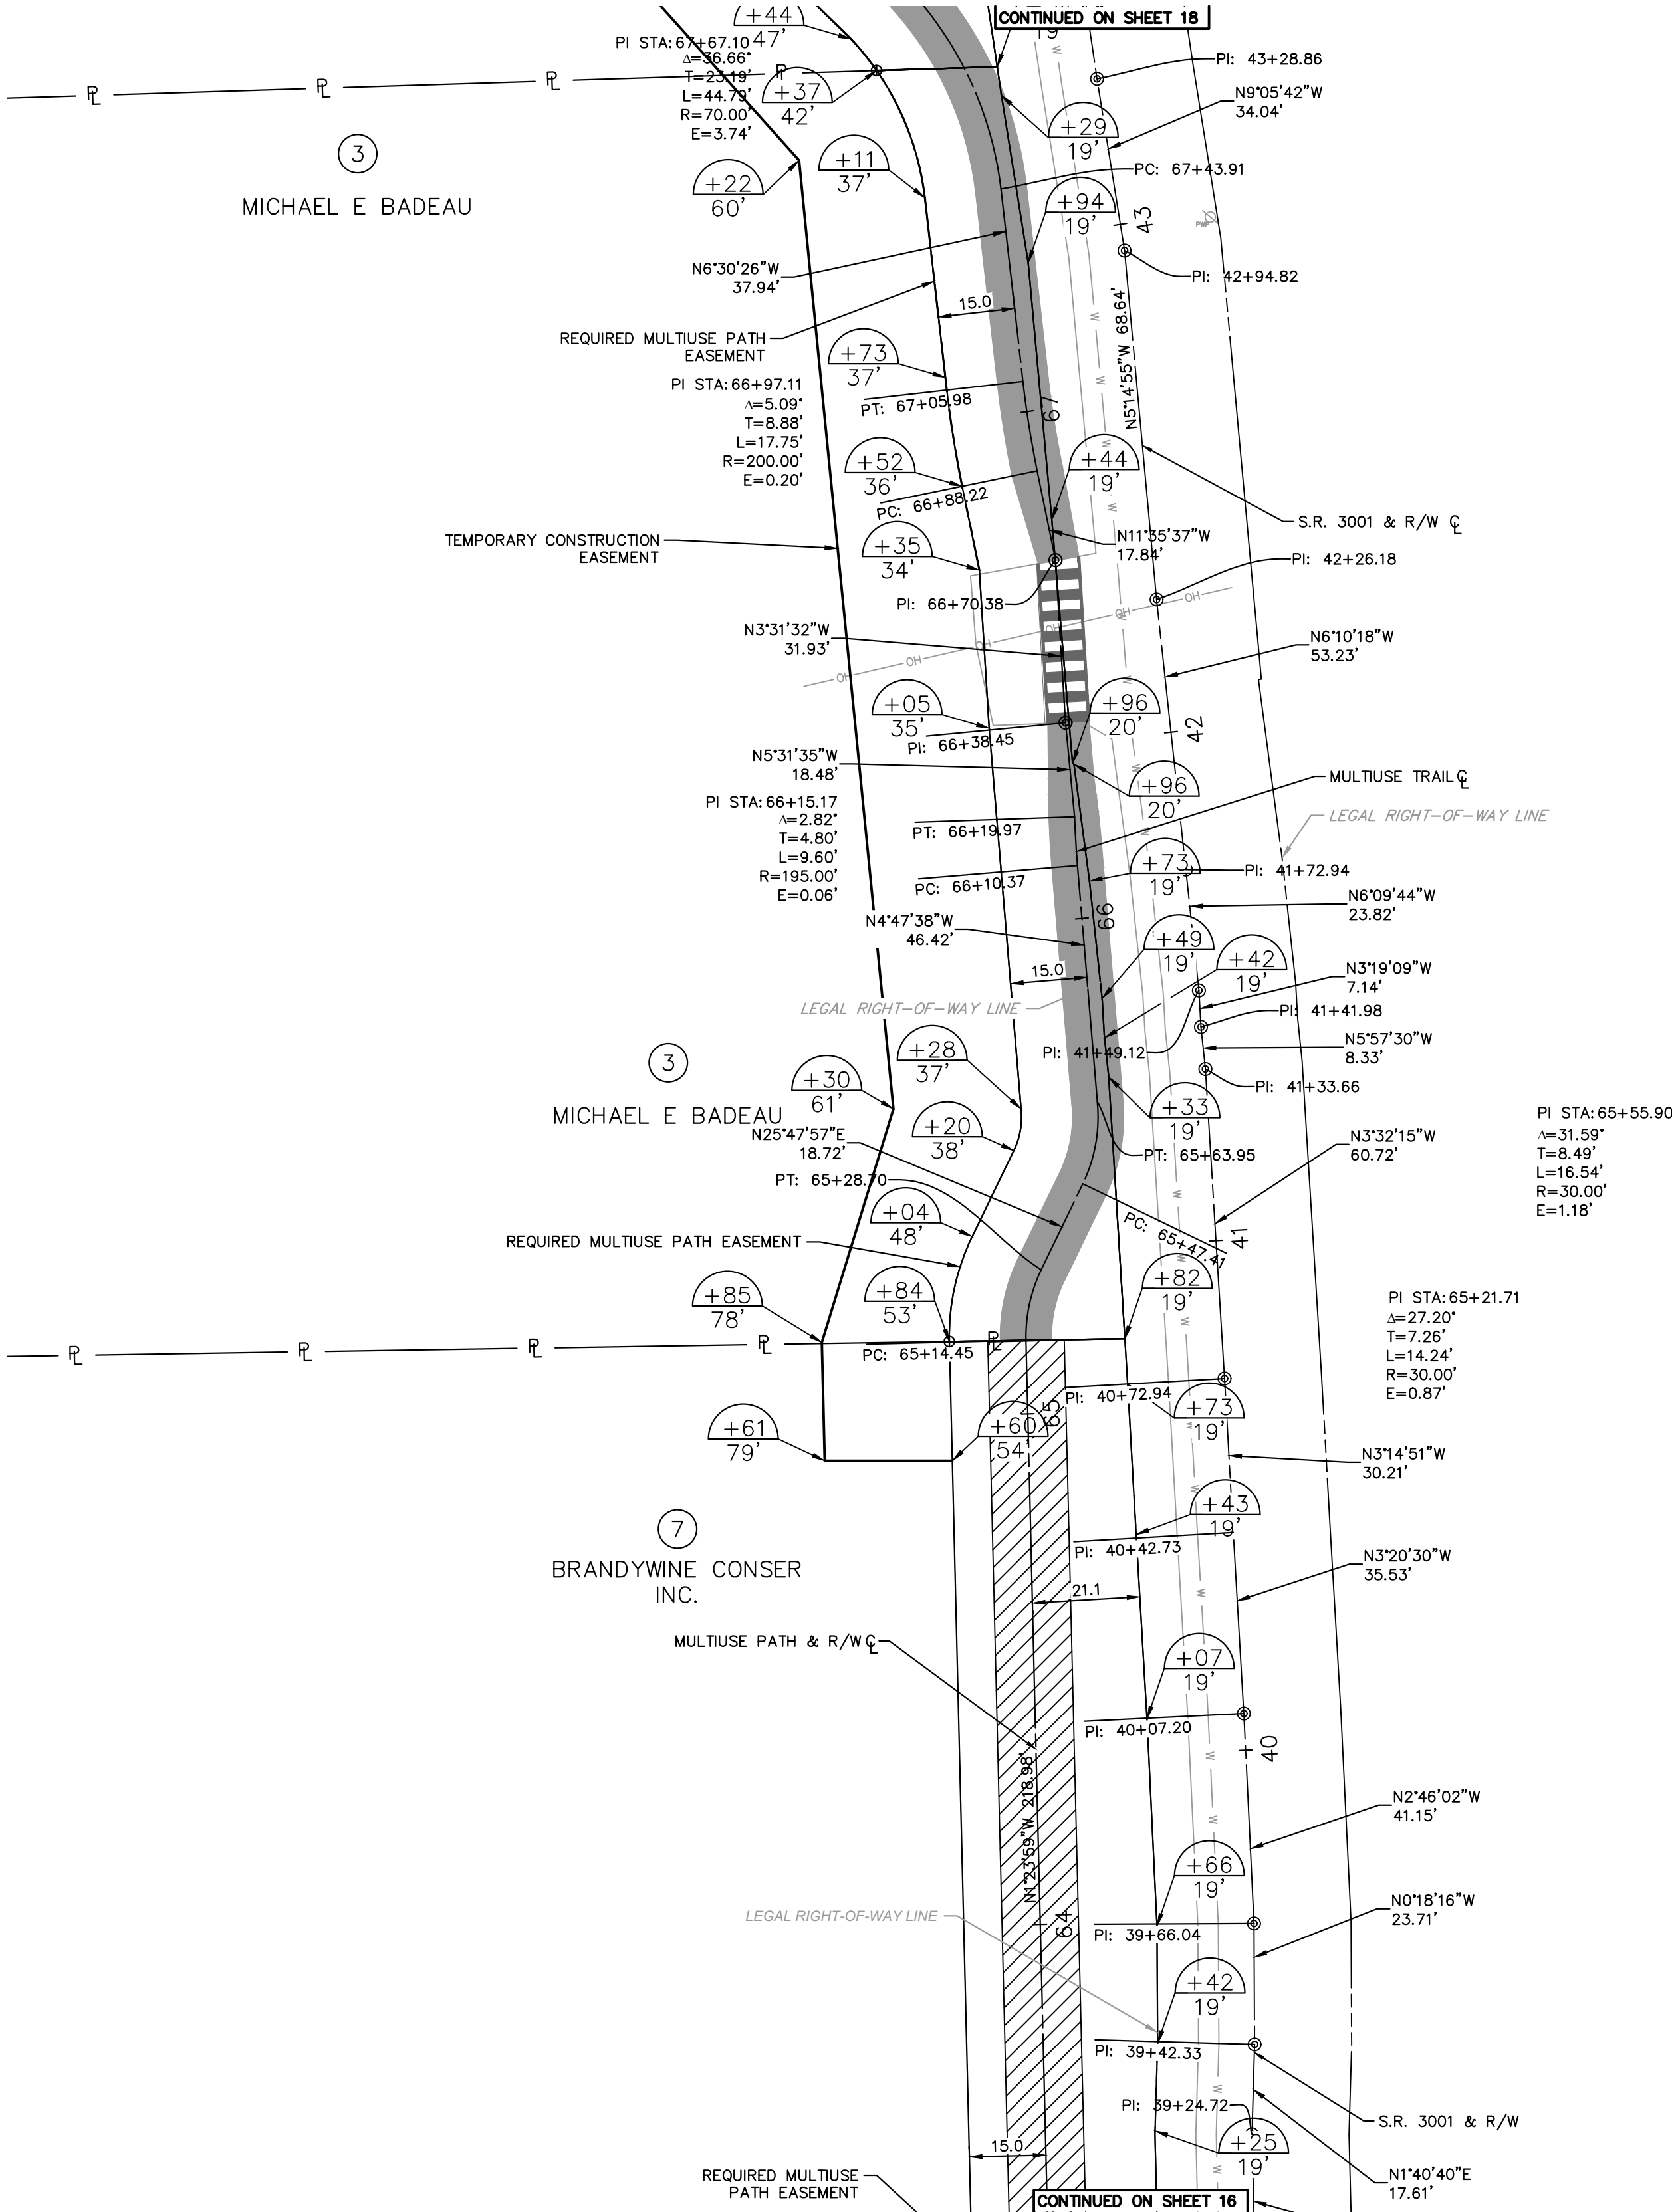 CONTINUED ON SHEET 18
+44
47'
19
PI STA: 67+67.10
Δ=36.66°
T=23.19'
L=44.79'
R=70.00'
E=3.74'
PL
PL
PL
PL
+37
42'
PI: 43+28.86
N9°05'42"W
34.04'
+29
19'
3
MICHAEL E BADEAU
+22
60'
+11
37'
PC: 67+43.91
+94
19'
43
PWP
PI: 42+94.82
N6°30'26"W
37.94'
15.0
N5°14'55"W 68.64'
REQUIRED MULTIUSE PATH
EASEMENT
+73
37'
PI STA: 66+97.11
Δ=5.09°
T=8.88'
L=17.75'
R=200.00'
E=0.20'
PT: 67+05.98
67
+52
36'
+44
19'
PC: 66+88.22
S.R. 3001 & R/W CL
TEMPORARY CONSTRUCTION
EASEMENT
+35
34'
N11°35'37"W
17.84'
PI: 42+26.18
PI: 66+70.38
OH
OH
OH
OH
OH
OH
N3°31'32"W
31.93'
N6°10'18"W
53.23'
+05
35'
+96
20'
42
PI: 66+38.45
N5°31'35"W
18.48'
+96
20'
MULTIUSE TRAIL CL
PI STA: 66+15.17
Δ=2.82°
T=4.80'
L=9.60'
R=195.00'
E=0.06'
PT: 66+19.97
LEGAL RIGHT-OF-WAY LINE
+73
19'
PI: 41+72.94
PC: 66+10.37
N6°09'44"W
23.82'
66
N4°47'38"W
46.42'
+49
19'
+42
19'
15.0
N3°19'09"W
7.14'
LEGAL RIGHT-OF-WAY LINE
PI: 41+41.98
+28
37'
PI: 41+49.12
N5°57'30"W
8.33'
3
MICHAEL E BADEAU
+30
61'
PI: 41+33.66
+33
19'
+20
38'
N25°47'57"E
18.72'
PT: 65+63.95
N3°32'15"W
60.72'
PI STA: 65+55.90
Δ=31.59°
T=8.49'
L=16.54'
R=30.00'
E=1.18'
PT: 65+28.70
+04
48'
PC: 65+47.41
41
REQUIRED MULTIUSE PATH EASEMENT
+85
78'
+84
53'
+82
19'
PI STA: 65+21.71
Δ=27.20°
T=7.26'
L=14.24'
R=30.00'
E=0.87'
PL
PL
PL
PL
PL
PC: 65+14.45
PI: 40+72.94
65
+73
19'
+61
79'
+60
54'
N3°14'51"W
30.21'
+43
19'
7
BRANDYWINE CONSER
INC.
PI: 40+42.73
N3°20'30"W
35.53'
21.1
MULTIUSE PATH & R/W CL
+07
19'
PI: 40+07.20
40
N1°23'59"W 218.98'
N2°46'02"W
41.15'
+66
19'
LEGAL RIGHT-OF-WAY LINE
64
PI: 39+66.04
N0°18'16"W
23.71'
+42
19'
PI: 39+42.33
PI: 39+24.72
S.R. 3001 & R/W
+25
19'
15.0
REQUIRED MULTIUSE
PATH EASEMENT
N1°40'40"E
17.61'
CONTINUED ON SHEET 16